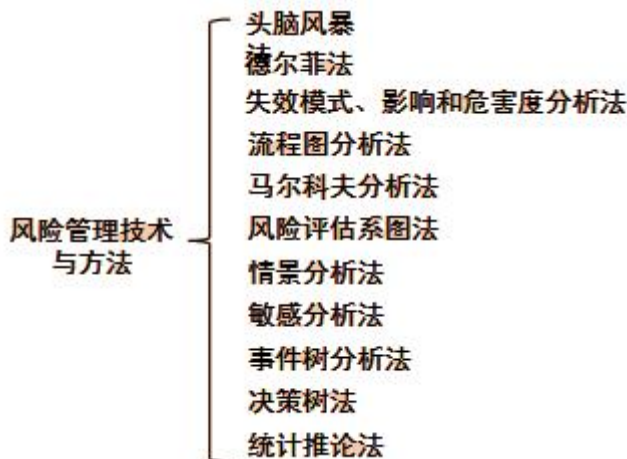 头脑风暴
法
德尔菲法
失效模式、影响和危害度分析法
流程图分析法
马尔科夫分析法
风险管理技术
与方法
风险评估系图法
情景分析法
敏感分析法
事件树分析法
决策树法
统计推论法